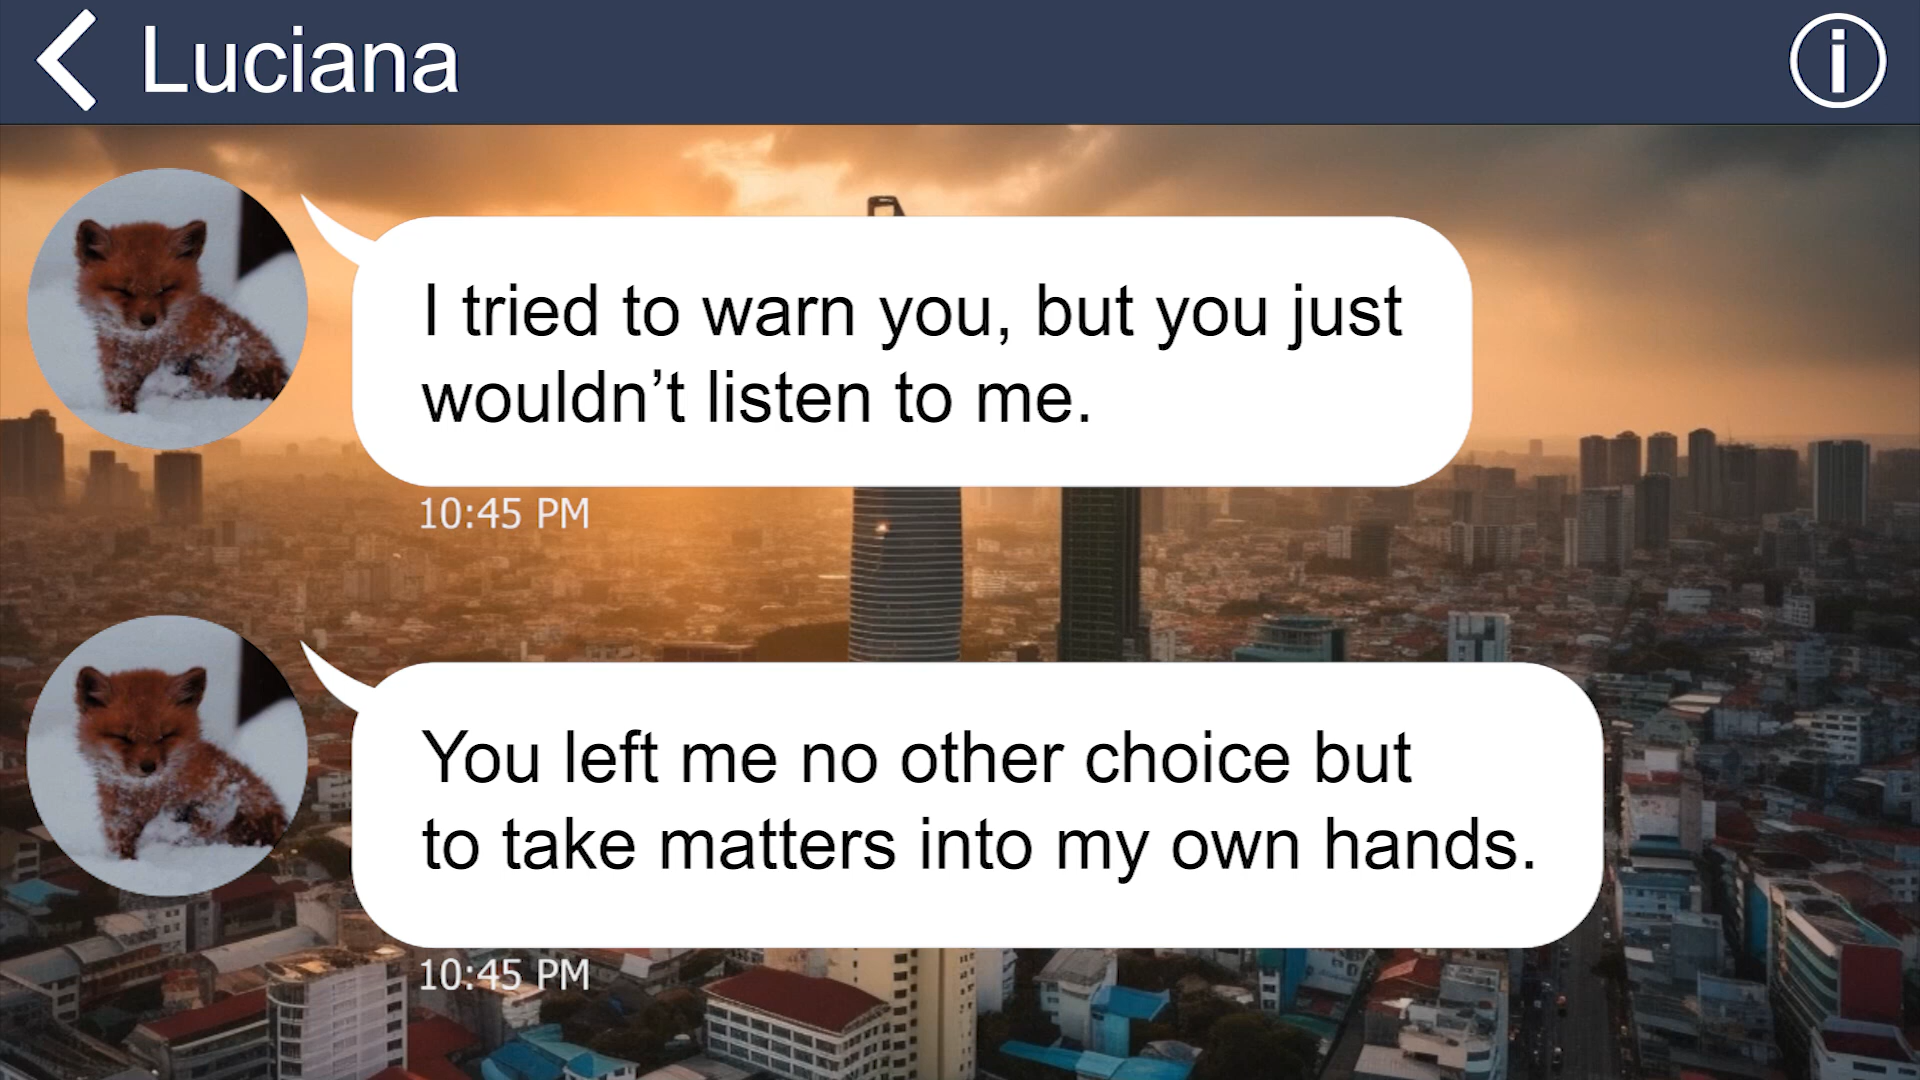 Luciana
I tried to warn you, but you just
wouldn’t listen to me.
10:45 PM
You left me no other choice but
to take matters into my own hands.
10:45 PM